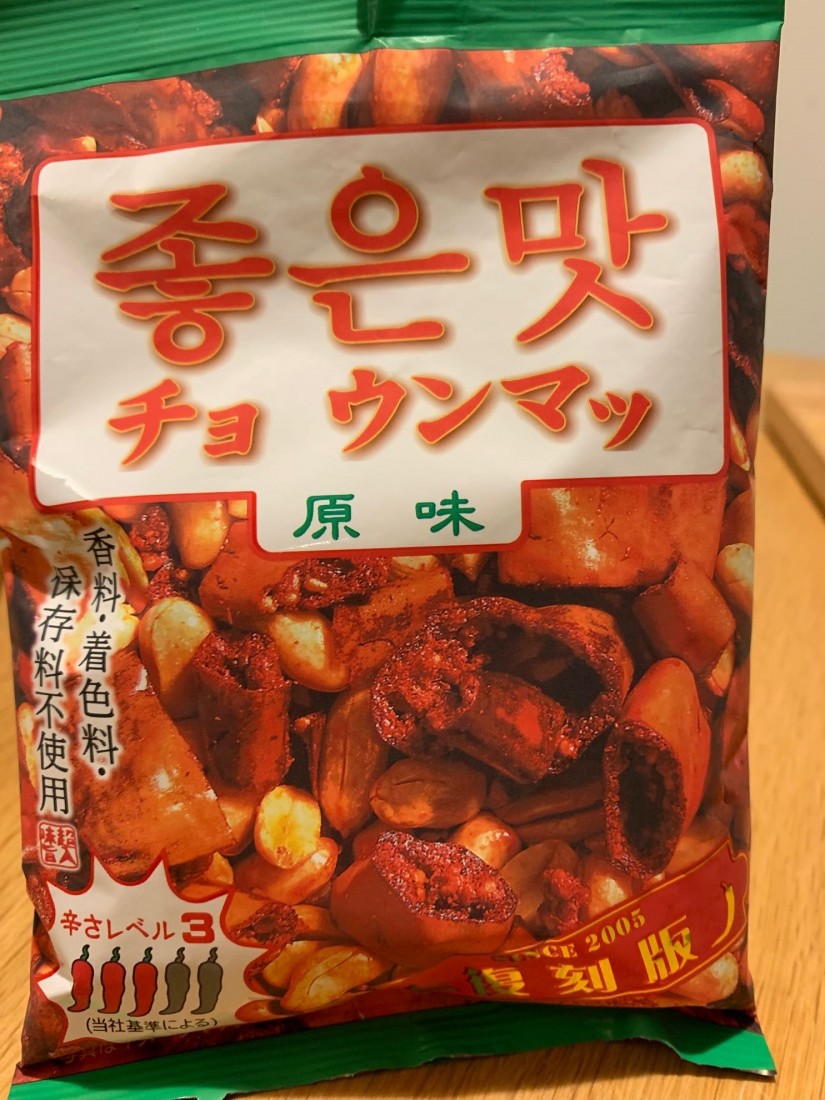 좋은맛
チョウンマッ
原味
香料・着色料・
保存料不使用
辛さレベル3
(当社基準による)
SINCE 2005
復刻版